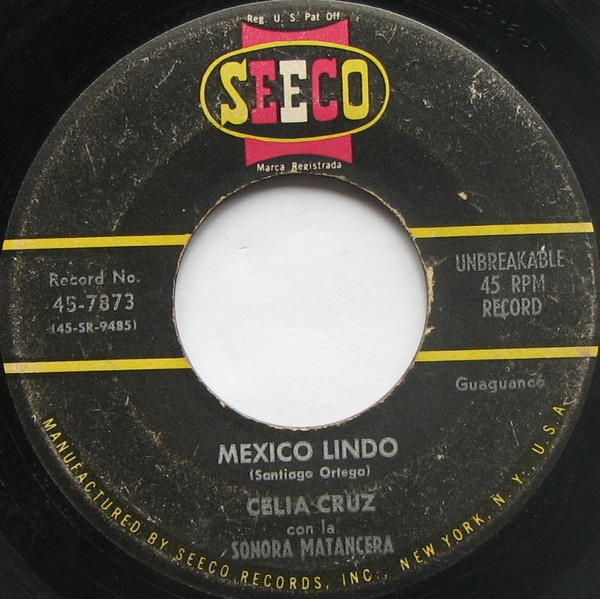 Reg. U. S. Pat Off
SEECO
Marca Registrada
Record No.
45-7873
(45-SR-9485)
UNBREAKABLE
45 RPM
RECORD
Guaguancó
MEXICO LINDO
(Santiago Ortega)
CELIA CRUZ
con la
SONORA MATANCERA
MANUFACTURED BY SEECO RECORDS, INC., NEW YORK, N. Y., U.S.A.